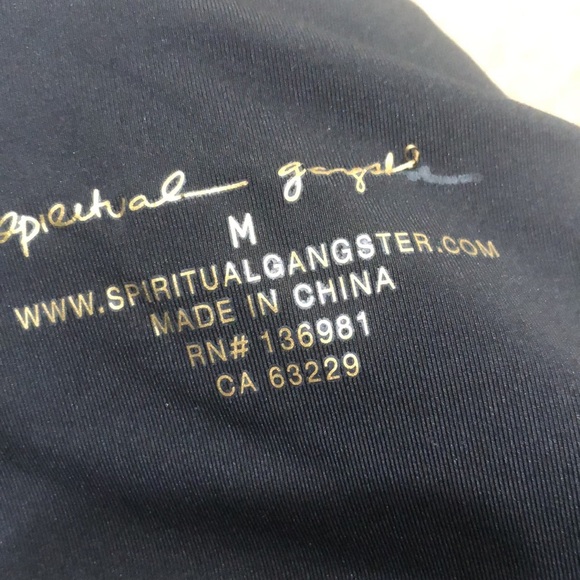 spiritual gangster
M
WWW.SPIRITUALGANGSTER.COM
MADE IN CHINA
RN# 136981
CA 63229